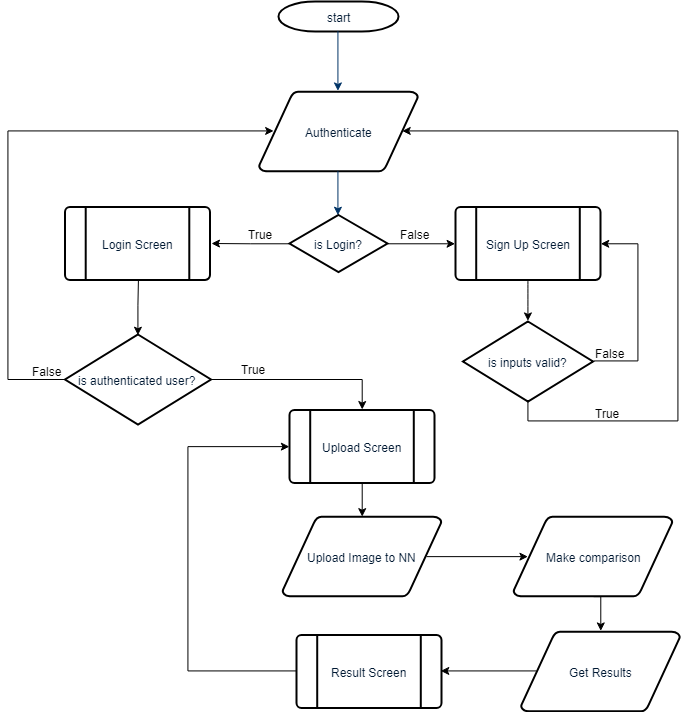 start
Authenticate
Login Screen
True
is Login?
False
Sign Up Screen
False
is authenticated user?
True
is inputs valid?
False
True
Upload Screen
Upload Image to NN
Make comparison
Result Screen
Get Results